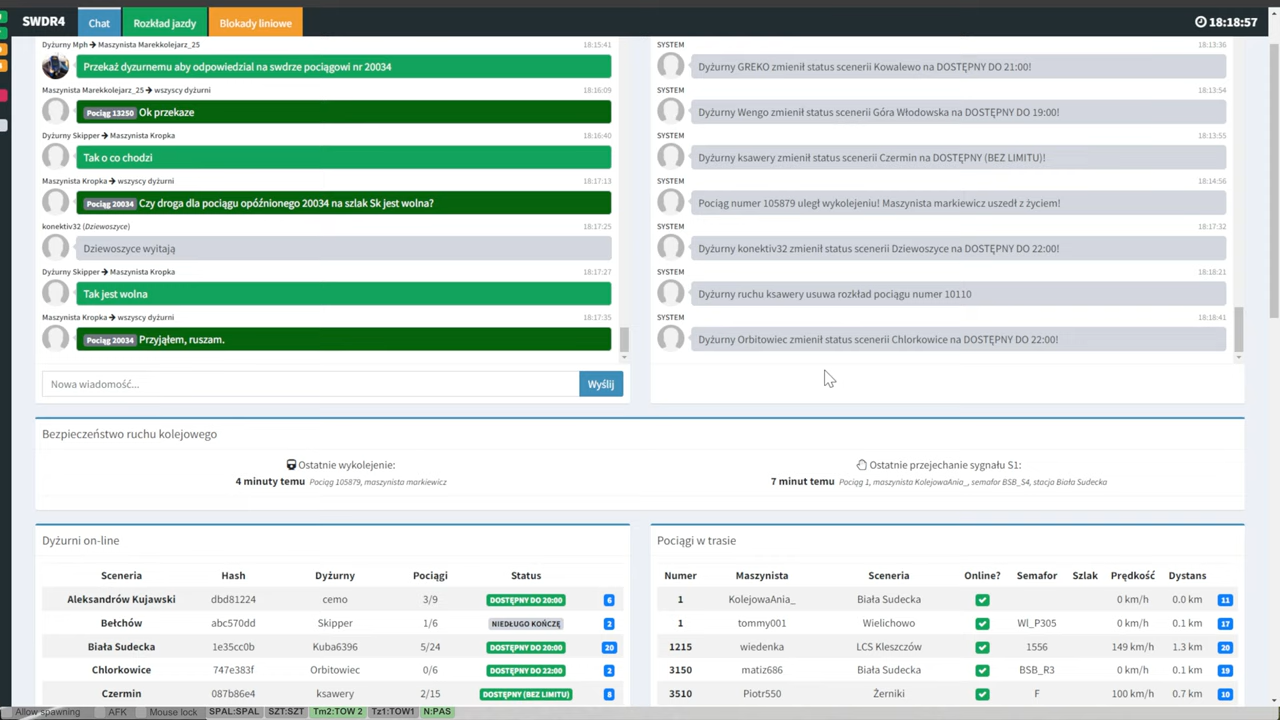 SWDR4 Chat Rozkład jazdy Blokady liniowe 18:18:57
Dyżurny Mph → Maszynista Marekkolejarz_25 18:15:41
Przekaż dyzurnemu aby odpowiedzial na swdrze pociągowi nr 20034
Maszynista Marekkolejarz_25 → wszyscy dyżurni 18:16:09
Pociąg 13250 Ok przekaze
Dyżurny Skipper → Maszynista Kropka 18:16:40
Tak o co chodzi
Maszynista Kropka → wszyscy dyżurni 18:17:13
Pociąg 20034 Czy droga dla pociągu opóźnionego 20034 na szlak Sk jest wolna?
konektiv32 (Dziewoszyce) 18:17:25
Dziewoszyce wyitają
Dyżurny Skipper → Maszynista Kropka 18:17:27
Tak jest wolna
Maszynista Kropka → wszyscy dyżurni 18:17:35
Pociąg 20034 Przyjąłem, ruszam.
Nowa wiadomość... Wyślij
SYSTEM 18:13:36
Dyżurny GREKO zmienił status scenerii Kowalewo na DOSTĘPNY DO 21:00!
SYSTEM 18:13:54
Dyżurny Wengo zmienił status scenerii Góra Włodowska na DOSTĘPNY DO 19:00!
SYSTEM 18:13:55
Dyżurny ksawery zmienił status scenerii Czermin na DOSTĘPNY (BEZ LIMITU)!
SYSTEM 18:14:56
Pociąg numer 105879 uległ wykolejeniu! Maszynista markiewicz uszedł z życiem!
SYSTEM 18:17:32
Dyżurny konektiv32 zmienił status scenerii Dziewoszyce na DOSTĘPNY DO 22:00!
SYSTEM 18:18:21
Dyżurny ruchu ksawery usuwa rozkład pociągu numer 10110
SYSTEM 18:18:41
Dyżurny Orbitowiec zmienił status scenerii Chlorkowice na DOSTĘPNY DO 22:00!
Bezpieczeństwo ruchu kolejowego
Ostatnie wykolejenie:
4 minuty temu Pociąg 105879, maszynista markiewicz
Ostatnie przejechanie sygnału S1:
7 minut temu Pociąg 1, maszynista KolejowaAnia_, semafor BSB_S4, stacja Biała Sudecka
Dyżurni on-line
Sceneria Hash Dyżurny Pociągi Status
Aleksandrów Kujawski dbd81224 cemo 3/9 DOSTĘPNY DO 20:00 6
Bełchów abc570dd Skipper 1/6 NIEDŁUGO KOŃCZĘ 2
Biała Sudecka 1e35cc0b Kuba6396 5/24 DOSTĘPNY DO 20:00 20
Chlorkowice 747e383f Orbitowiec 0/6 DOSTĘPNY DO 22:00 2
Czermin 087b86e4 ksawery 2/15 DOSTĘPNY (BEZ LIMITU) 8
Pociągi w trasie
Numer Maszynista Sceneria Online? Semafor Szlak Prędkość Dystans
1 KolejowaAnia_ Biała Sudecka 0 km/h 0.0 km 11
1 tommy001 Wielichowo Wl_P305 0 km/h 0.1 km 17
1215 wiedenka LCS Kleszczów 1556 149 km/h 1.3 km 20
3150 matiz686 Biała Sudecka BSB_R3 0 km/h 0.1 km 19
3510 Piotr550 Żerniki F 100 km/h 0.7 km 10
Allow spawning AFK Mouse lock SPAL:SPAL SZT:SZT Tm2:TOW 2 Tz1:TOW1 N:PAS